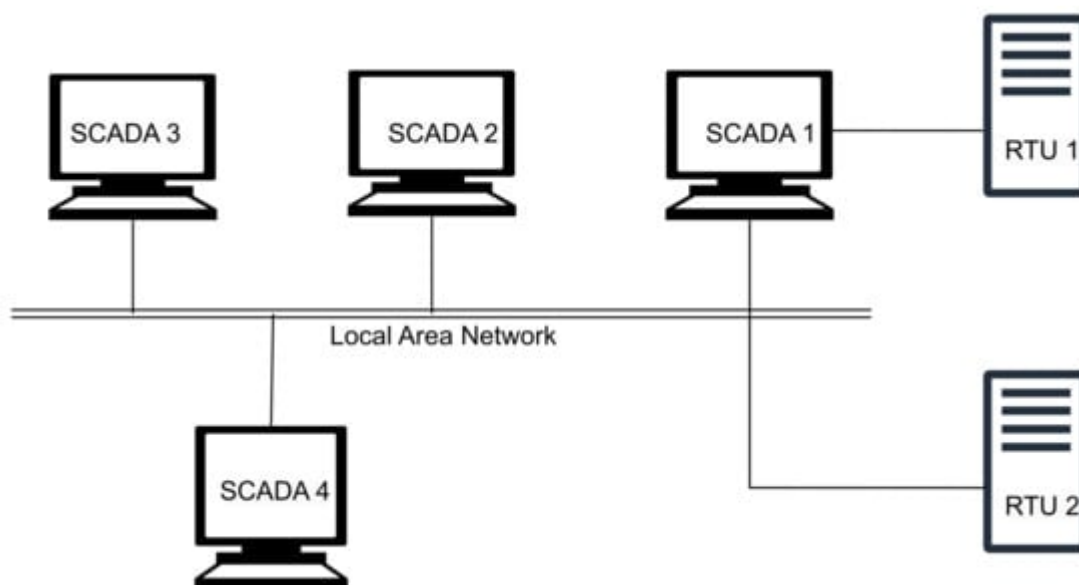 SCADA 3
SCADA 2
SCADA 1
RTU 1
Local Area Network
SCADA 4
RTU 2